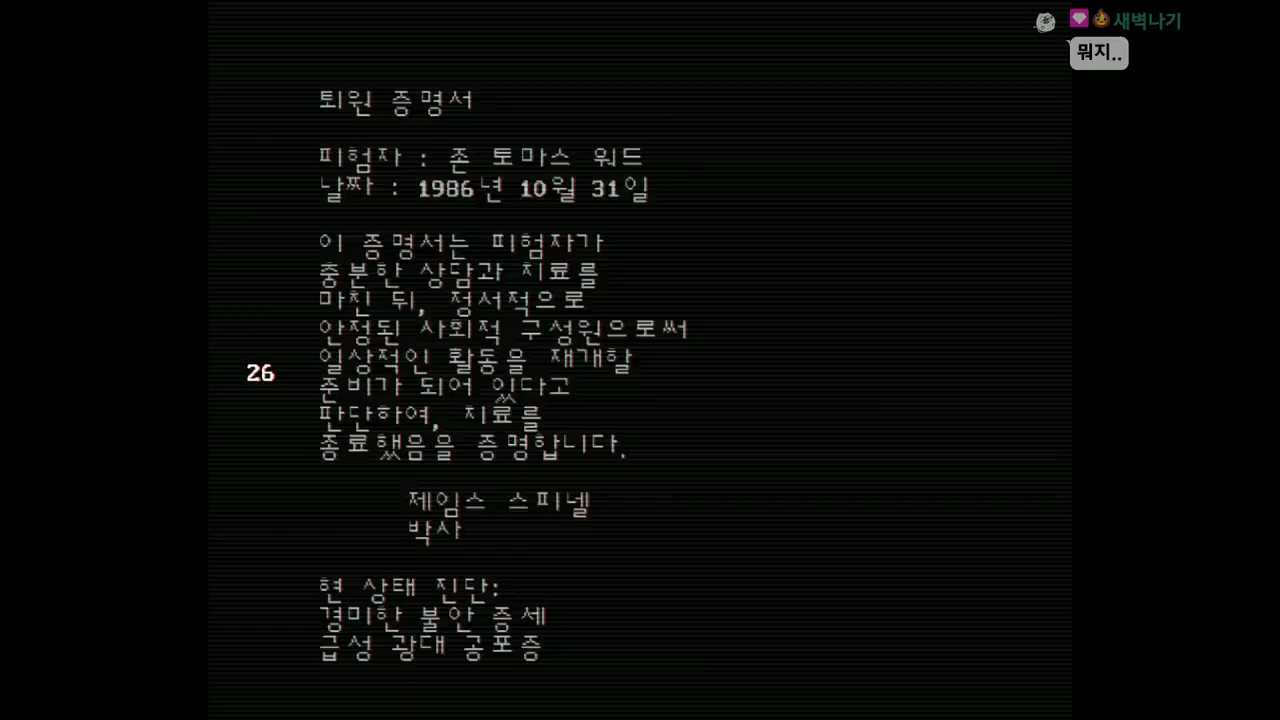 새벽나기
뭐지..
퇴원 증명서
피험자 : 존 토마스 워드
날짜 : 1986년 10월 31일
이 증명서는 피험자가
충분한 상담과 치료를
마친 뒤, 정서적으로
안정된 사회적 구성원으로써
일상적인 활동을 재개할
26
준비가 되어 있다고
판단하여, 치료를
종료했음을 증명합니다.
제임스 스피넬
박사
현 상태 진단:
경미한 불안 증세
급성 광대 공포증